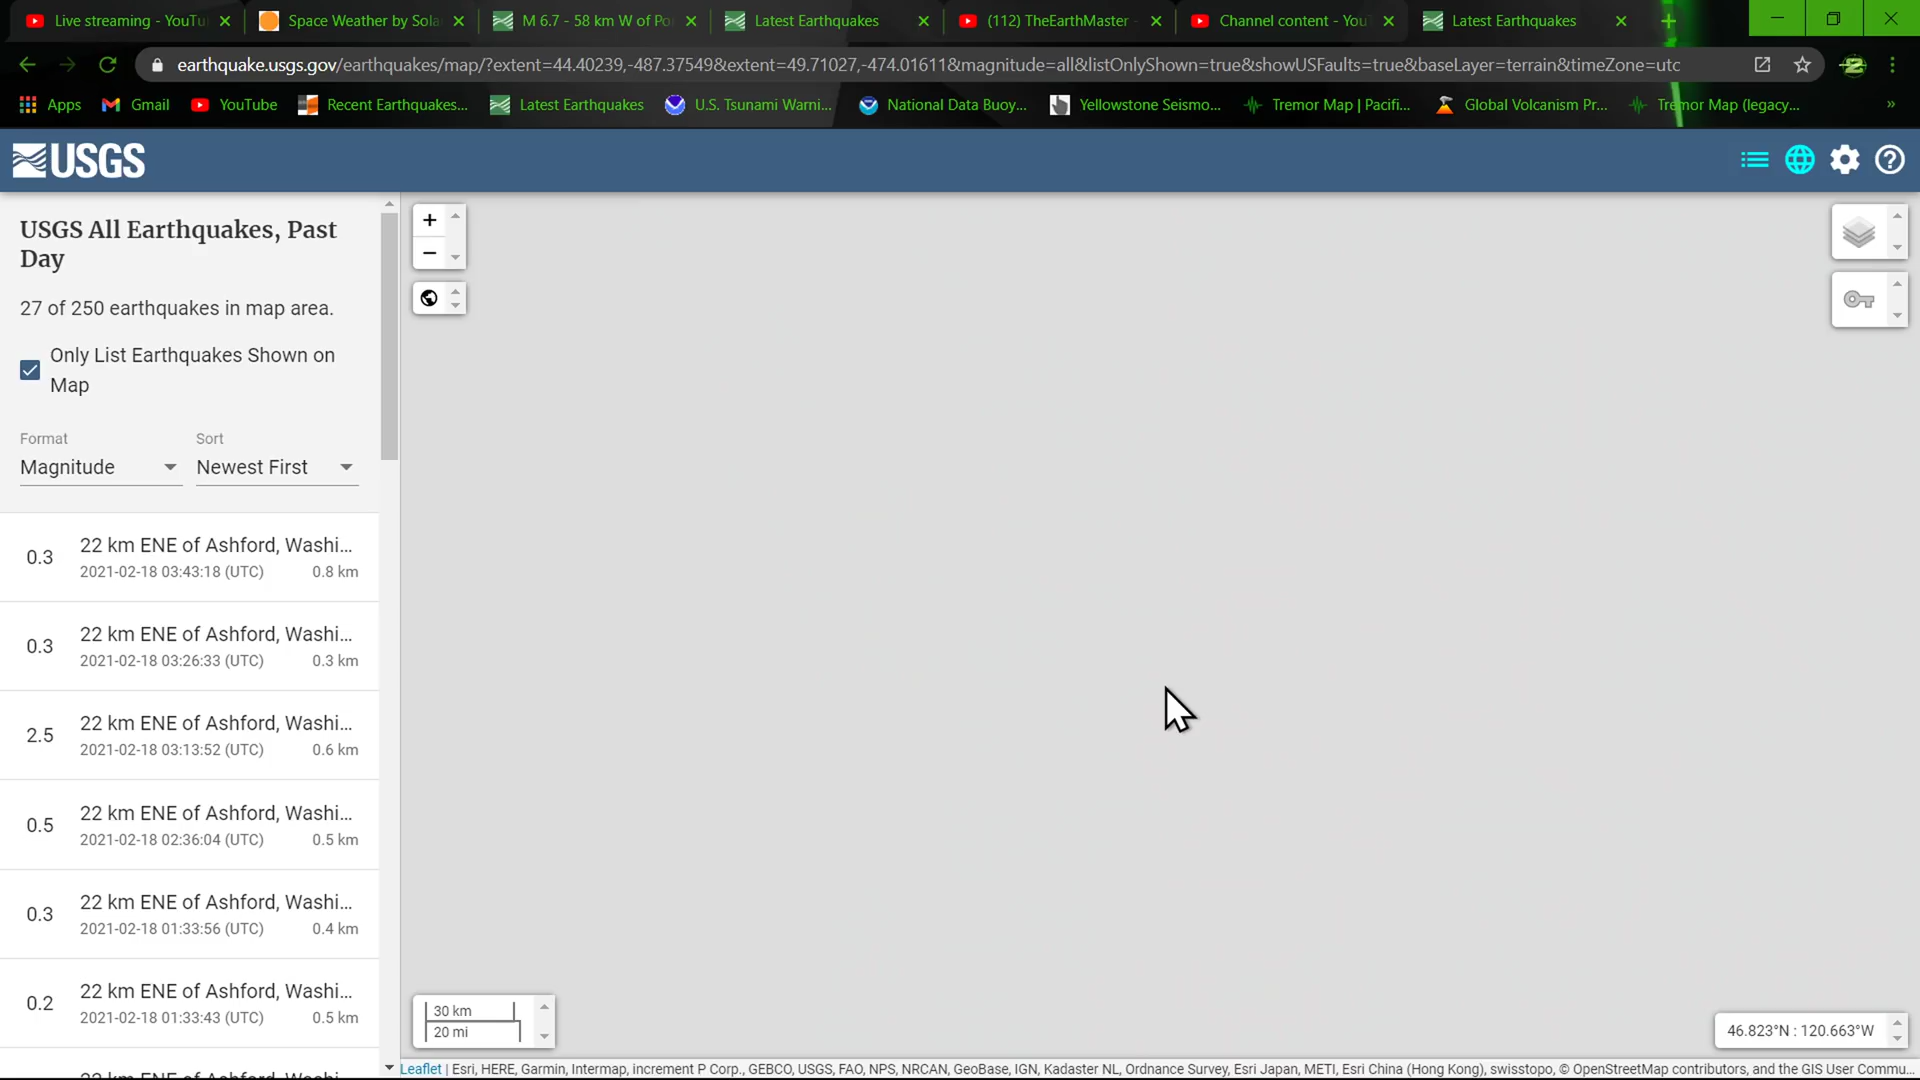 Live streaming - YouTu
Space Weather by Sola
M 6.7 - 58 km W of Po
Latest Earthquakes
(112) TheEarthMaster -
Channel content - You
Latest Earthquakes
earthquake.usgs.gov/earthquakes/map/?extent=44.40239,-487.37549&extent=49.71027,-474.01611&magnitude=all&listOnlyShown=true&showUSFaults=true&baseLayer=terrain&timeZone=utc
Apps
Gmail
YouTube
Recent Earthquakes...
Latest Earthquakes
U.S. Tsunami Warni...
National Data Buoy...
Yellowstone Seismo...
Tremor Map | Pacifi...
Global Volcanism Pr...
Tremor Map (legacy...
»
USGS
USGS All Earthquakes, Past
Day
27 of 250 earthquakes in map area.
Only List Earthquakes Shown on
Map
Format
Sort
Magnitude
Newest First
0.3
22 km ENE of Ashford, Washi...
2021-02-18 03:43:18 (UTC) 0.8 km
0.3
22 km ENE of Ashford, Washi...
2021-02-18 03:26:33 (UTC) 0.3 km
2.5
22 km ENE of Ashford, Washi...
2021-02-18 03:13:52 (UTC) 0.6 km
0.5
22 km ENE of Ashford, Washi...
2021-02-18 02:36:04 (UTC) 0.5 km
0.3
22 km ENE of Ashford, Washi...
2021-02-18 01:33:56 (UTC) 0.4 km
0.2
22 km ENE of Ashford, Washi...
2021-02-18 01:33:43 (UTC) 0.5 km
22 km ENE of Ashford, Washi...
+
−
30 km
20 mi
46.823°N : 120.663°W
Leaflet | Esri, HERE, Garmin, Intermap, increment P Corp., GEBCO, USGS, FAO, NPS, NRCAN, GeoBase, IGN, Kadaster NL, Ordnance Survey, Esri Japan, METI, Esri China (Hong Kong), swisstopo, © OpenStreetMap contributors, and the GIS User Commu...